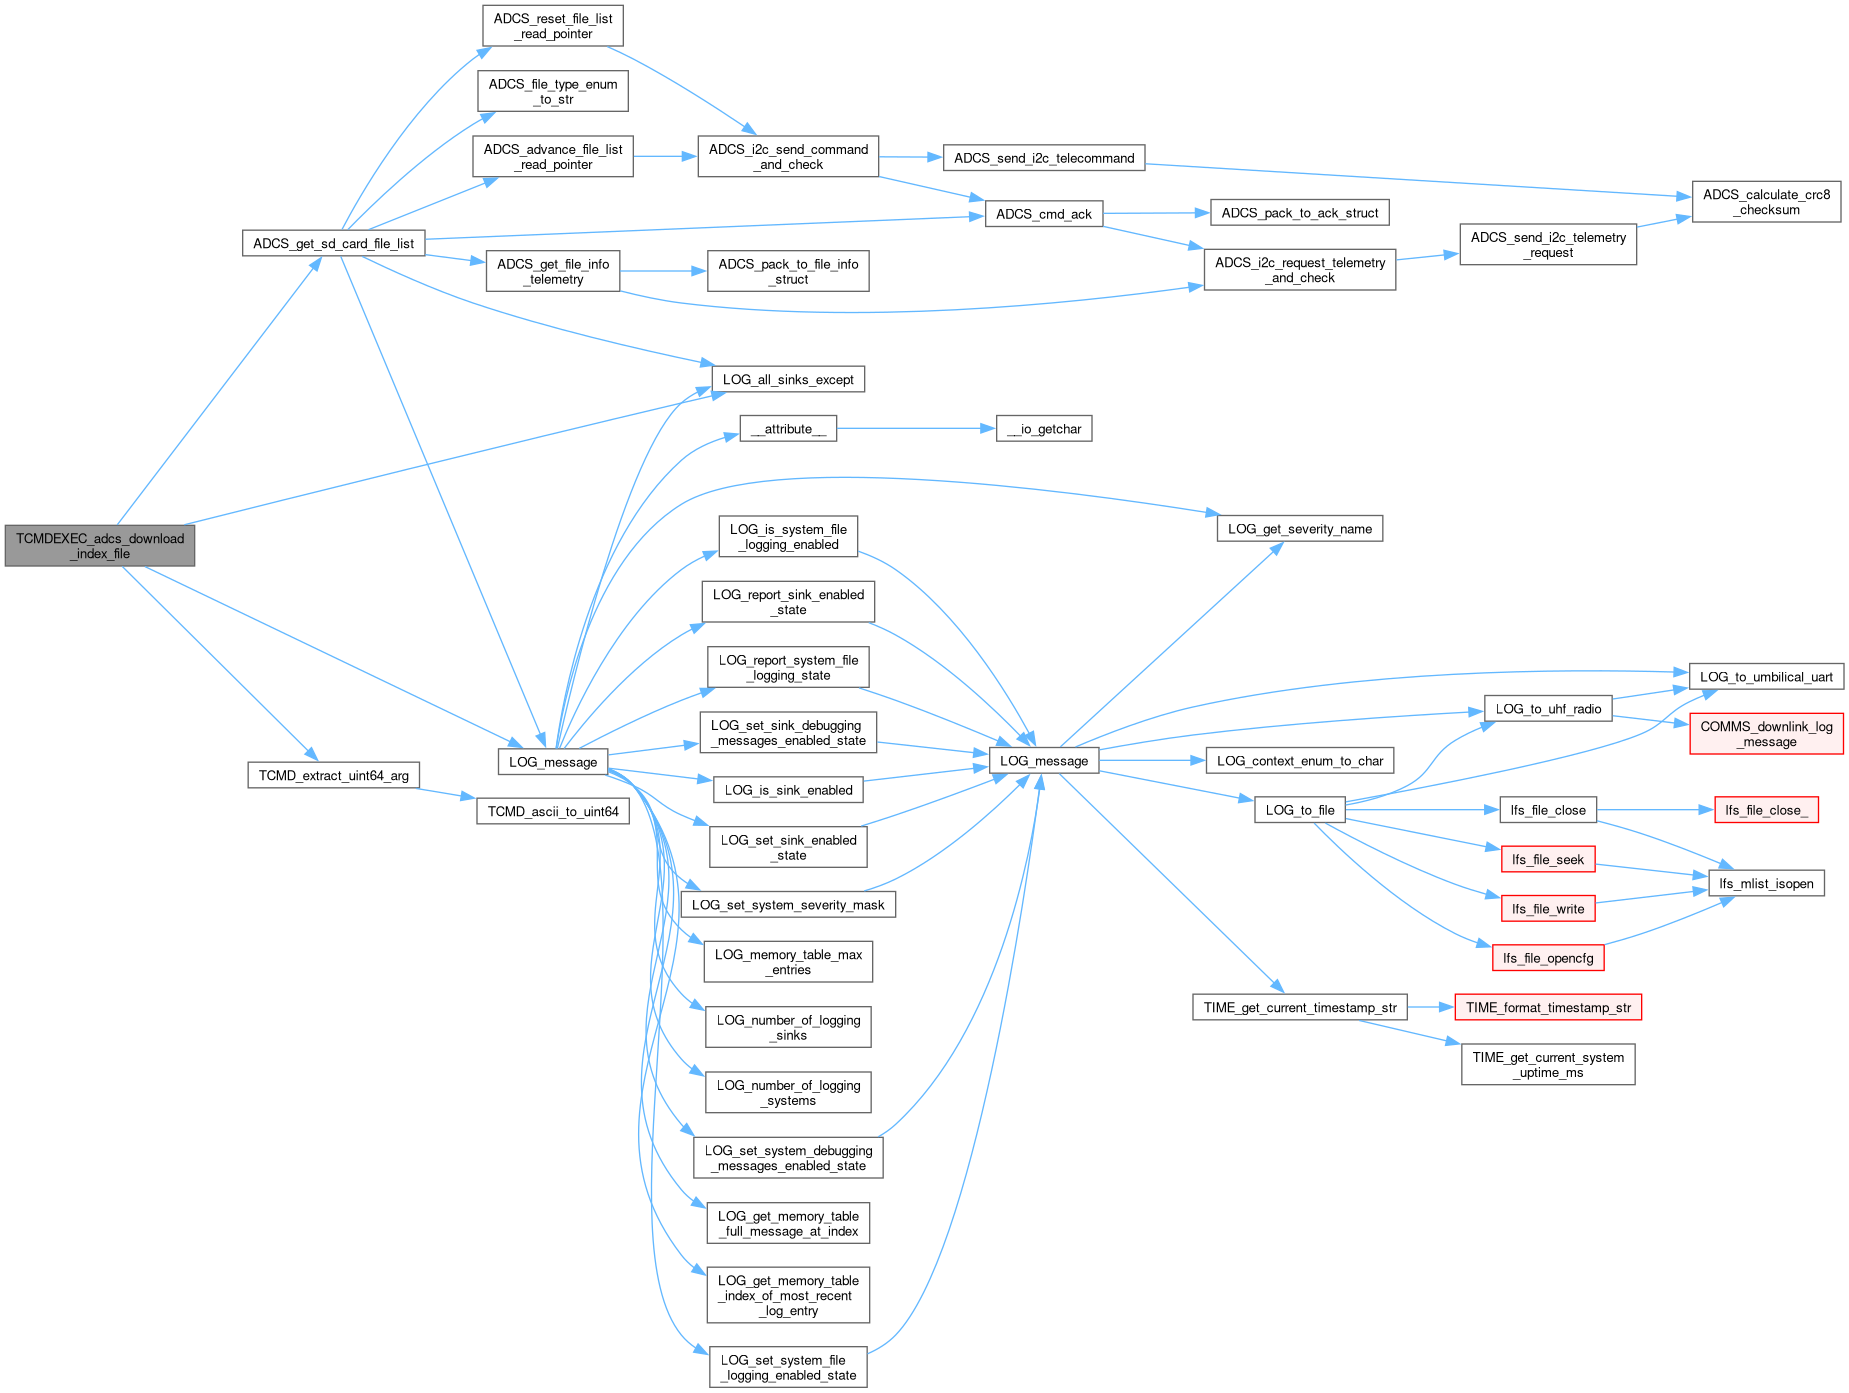 ADCS_reset_file_list
_read_pointer
ADCS_file_type_enum
_to_str
ADCS_advance_file_list
_read_pointer
ADCS_i2c_send_command
_and_check
ADCS_send_i2c_telecommand
ADCS_calculate_crc8
_checksum
ADCS_cmd_ack
ADCS_pack_to_ack_struct
ADCS_get_sd_card_file_list
ADCS_send_i2c_telemetry
_request
ADCS_get_file_info
_telemetry
ADCS_pack_to_file_info
_struct
ADCS_i2c_request_telemetry
_and_check
LOG_all_sinks_except
__attribute__
__io_getchar
TCMDEXEC_adcs_download
_index_file
LOG_is_system_file
_logging_enabled
LOG_get_severity_name
LOG_report_sink_enabled
_state
LOG_report_system_file
_logging_state
LOG_to_umbilical_uart
LOG_to_uhf_radio
COMMS_downlink_log
_message
LOG_set_sink_debugging
_messages_enabled_state
LOG_message
LOG_message
LOG_context_enum_to_char
TCMD_extract_uint64_arg
LOG_is_sink_enabled
TCMD_ascii_to_uint64
LOG_to_file
lfs_file_close
lfs_file_close_
LOG_set_sink_enabled
_state
lfs_file_seek
lfs_mlist_isopen
LOG_set_system_severity_mask
lfs_file_write
LOG_memory_table_max
_entries
lfs_file_opencfg
TIME_get_current_timestamp_str
TIME_format_timestamp_str
LOG_number_of_logging
_sinks
TIME_get_current_system
_uptime_ms
LOG_number_of_logging
_systems
LOG_set_system_debugging
_messages_enabled_state
LOG_get_memory_table
_full_message_at_index
LOG_get_memory_table
_index_of_most_recent
_log_entry
LOG_set_system_file
_logging_enabled_state